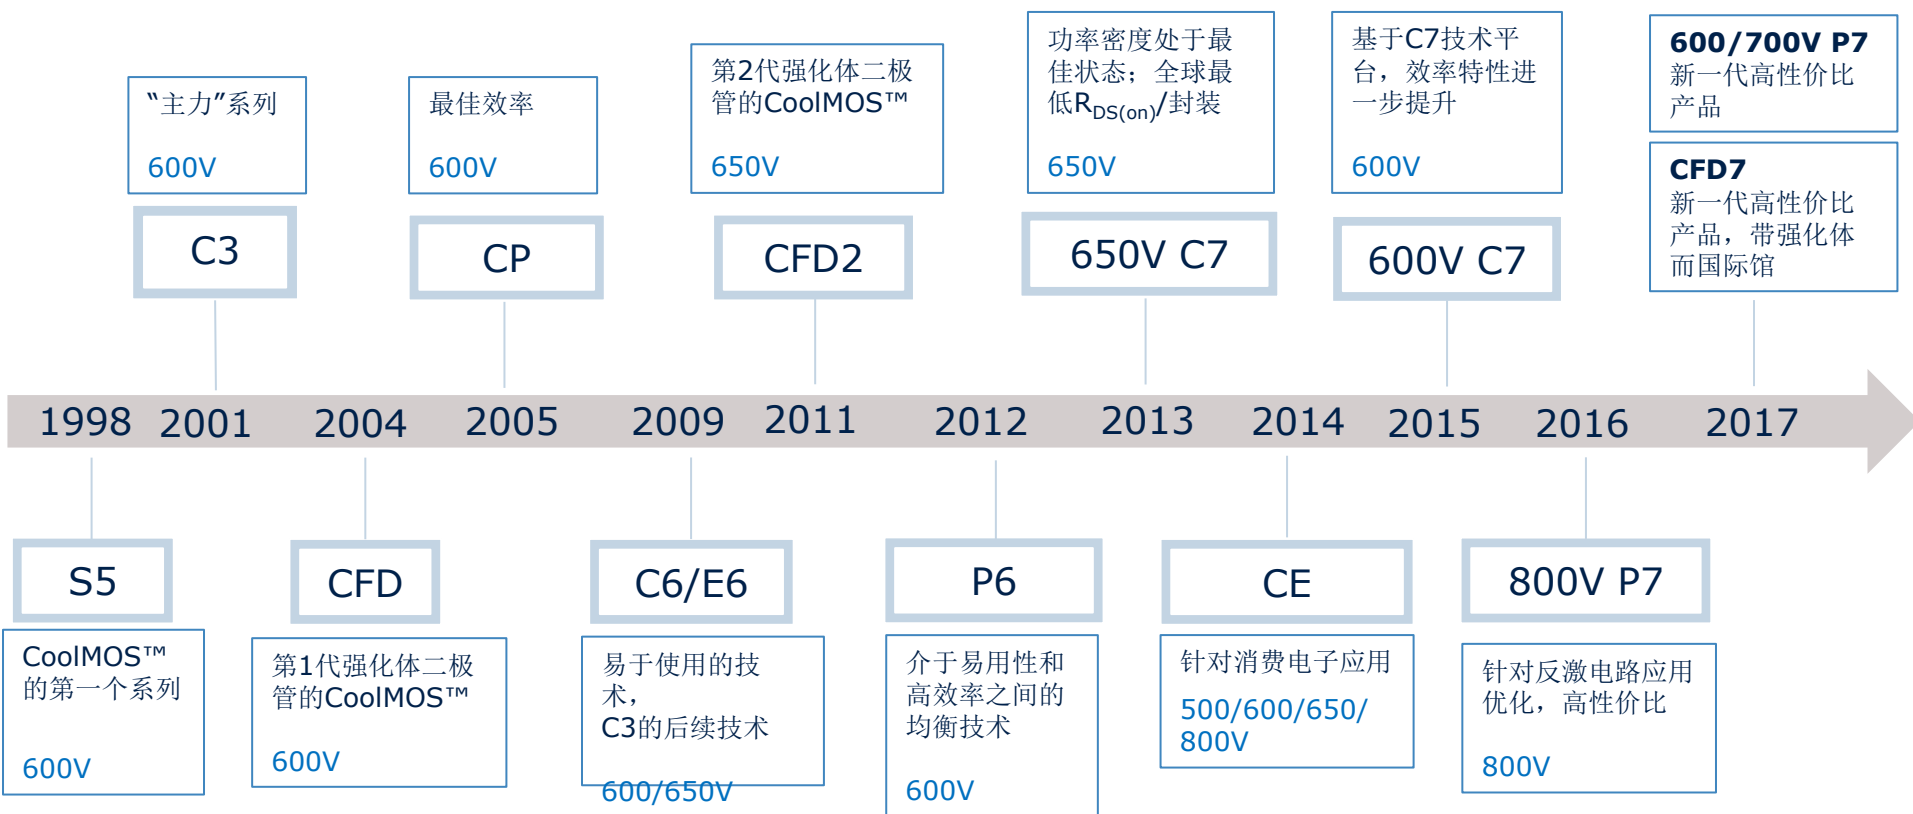 "主力"系列
600V
C3
最佳效率
600V
CP
第2代强化体二极
管的CoolMOS™
650V
CFD2
功率密度处于最
佳状态；全球最
低RDS(on)/封装
650V
650V C7
基于C7技术平
台，效率特性进
一步提升
600V
600V C7
600/700V P7
新一代高性价比
产品
CFD7
新一代高性价比
产品，带强化体
而国际馆
1998 2001 2004 2005 2009 2011 2012 2013 2014 2015 2016 2017
S5
CoolMOS™
的第一个系列
600V
CFD
第1代强化体二极
管的CoolMOS™
600V
C6/E6
易于使用的技
术，
C3的后续技术
600/650V
P6
介于易用性和
高效率之间的
均衡技术
600V
CE
针对消费电子应用
500/600/650/
800V
800V P7
针对反激电路应用
优化，高性价比
800V